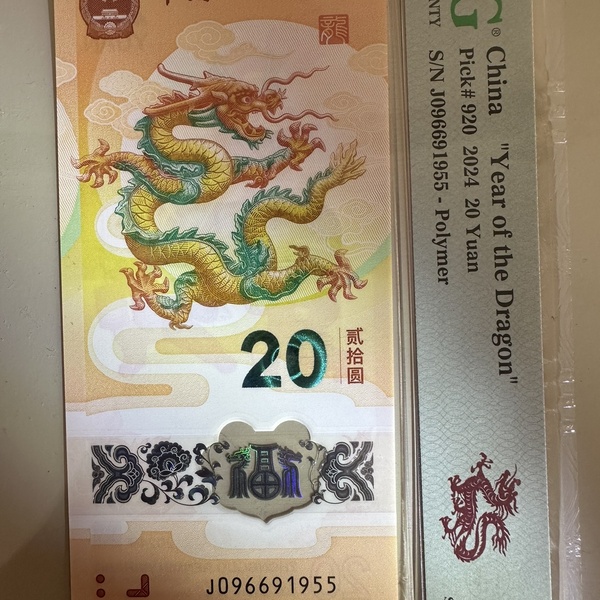 龍
20
贰拾圆
福
J096691955
China "Year of the Dragon"
Pick# 920 2024 20 Yuan
S/N J096691955 - Polymer
NTY
G®